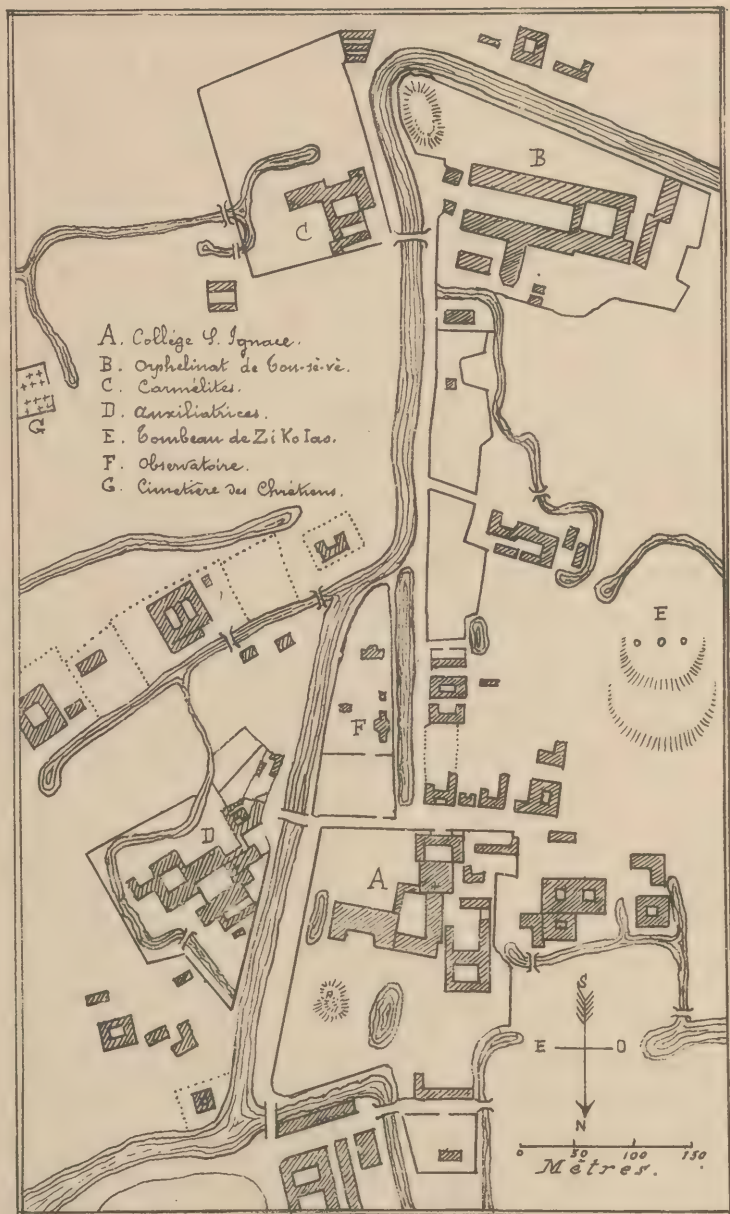 B
C
A. Collège S. Ignace.
B. Orphelinat de Tou-sè-vè.
C. Carmélites.
D. Auxiliatrices.
E. Tombeau de Zi Ko Lao.
F. Observatoire.
G. Cimetière des Chrétiens.
G
E
F
D
A
S
E O
N
0 50 100 150
Mètres.